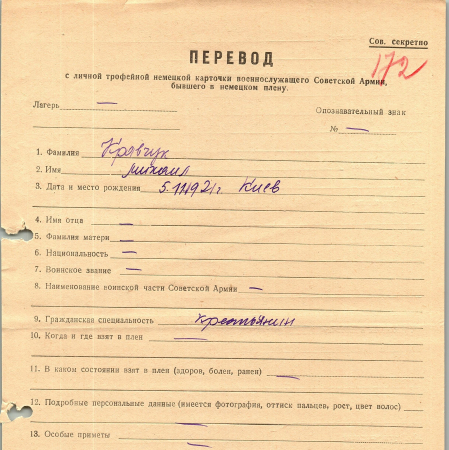 Сов. секретно
172
ПЕРЕВОД
с личной трофейной немецкой карточки военнослужащего Советской Армии,
бывшего в немецком плену.
Лагерь —
Опознавательный знак
№ —
1. Фамилия Кравчук
2. Имя михаил
3. Дата и место рождения 5.11.1921г Киев
4. Имя отца —
5. Фамилия матери —
6. Национальность —
7. Воинское звание —
8. Наименование воинской части Советской Армии —
9. Гражданская специальность крестьянин
10. Когда и где взят в плен —
11. В каком состоянии взят в плен (здоров, болен, ранен) —
12. Подробные персональные данные (имеется фотография, оттиск пальцев, рост, цвет волос)
—
13. Особые приметы —